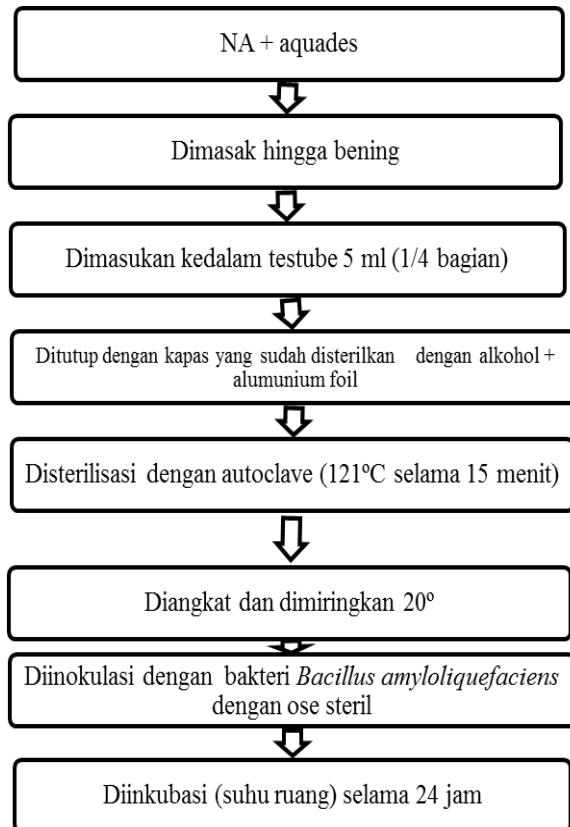 NA + aquades
Dimasak hingga bening
Dimasukan kedalam testube 5 ml (1/4 bagian)
Ditutup dengan kapas yang sudah disterilkan dengan alkohol +
alumunium foil
Disterilisasi dengan autoclave (121ºC selama 15 menit)
Diangkat dan dimiringkan 20º
Diinokulasi dengan bakteri Bacillus amyloliquefaciens
dengan ose steril
Diinkubasi (suhu ruang) selama 24 jam